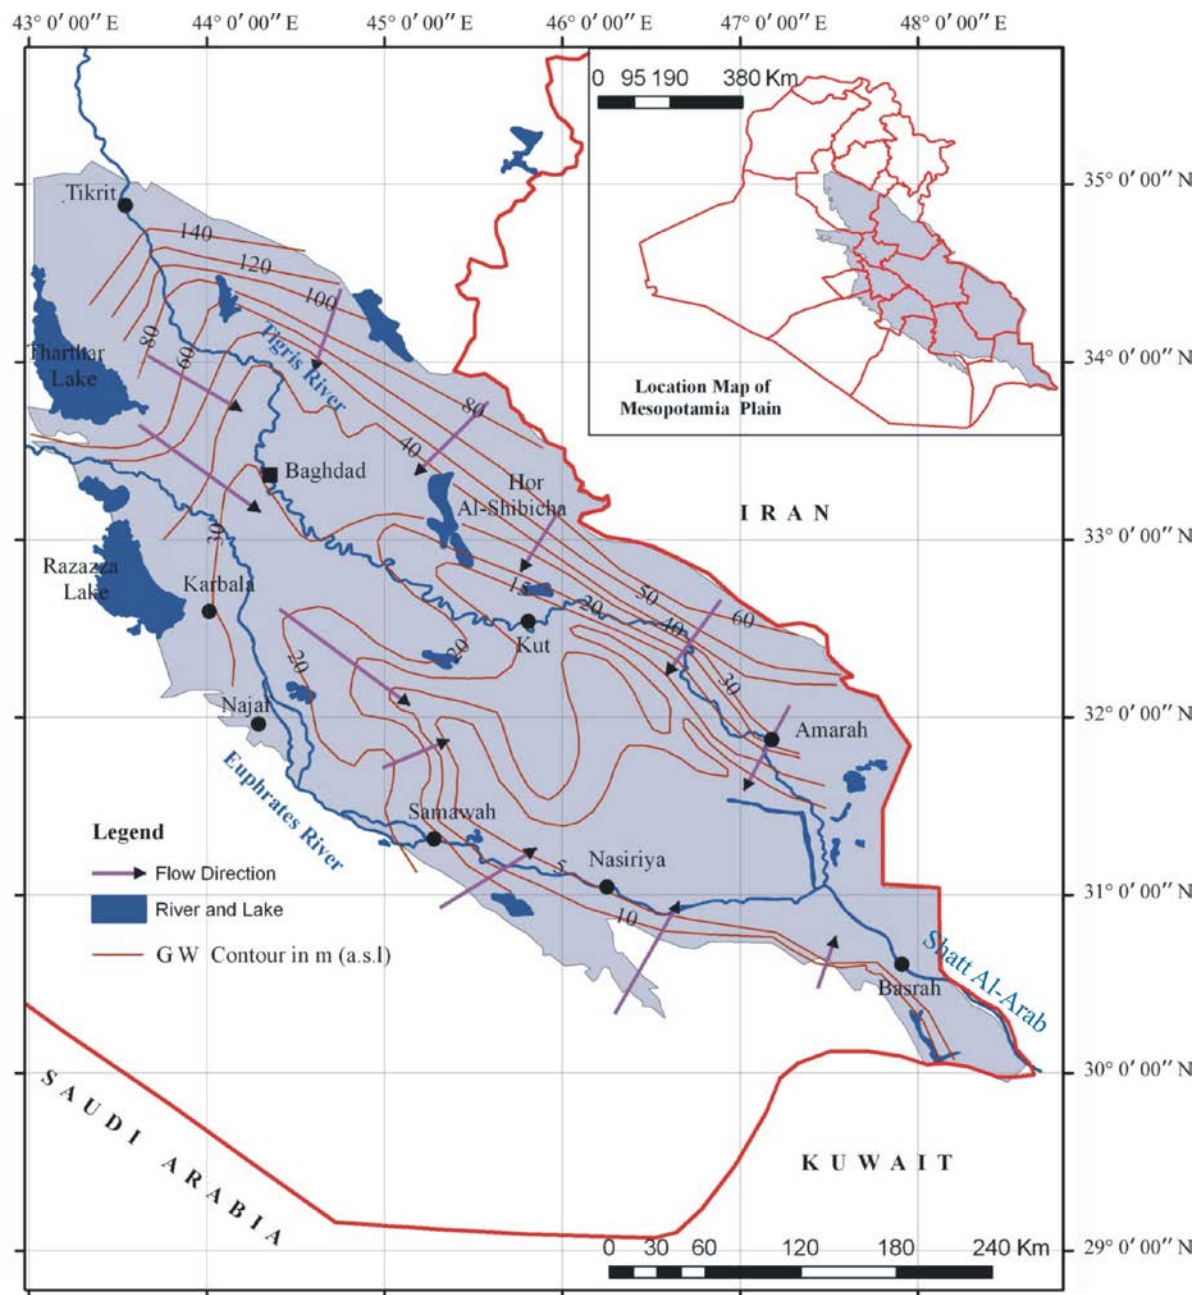 43 0′ 00″ E
44° 0′ 00″ E
45° 0′ 00″ E
46° 0′ 00″ E
47° 0′ 00″ E
48° 0′ 00″ E
0 95 190 380 Km
Location Map of
Mesopotamia Plain
35° 0′ 00″ N
34° 0′ 00″ N
33° 0′ 00″ N
32° 0′ 00″ N
31° 0′ 00″ N
30° 0′ 00″ N
29° 0′ 00″ N
Tikrit
140
120
100
80
60
Tharthar
Lake
Tigris River
80
40
Baghdad
Hor
Al-Shibicha
IRAN
30
Razazza
Lake
Karbala
15
20
50
40
60
Kut
20
20
30
Najaf
Amarah
Euphrates River
Samawah
Nasiriya
5
10
Basrah
Shatt Al-Arab
Legend
Flow Direction
River and Lake
GW Contour in m (a.s.l)
SAUDI ARABIA
KUWAIT
0 30 60 120 180 240 Km